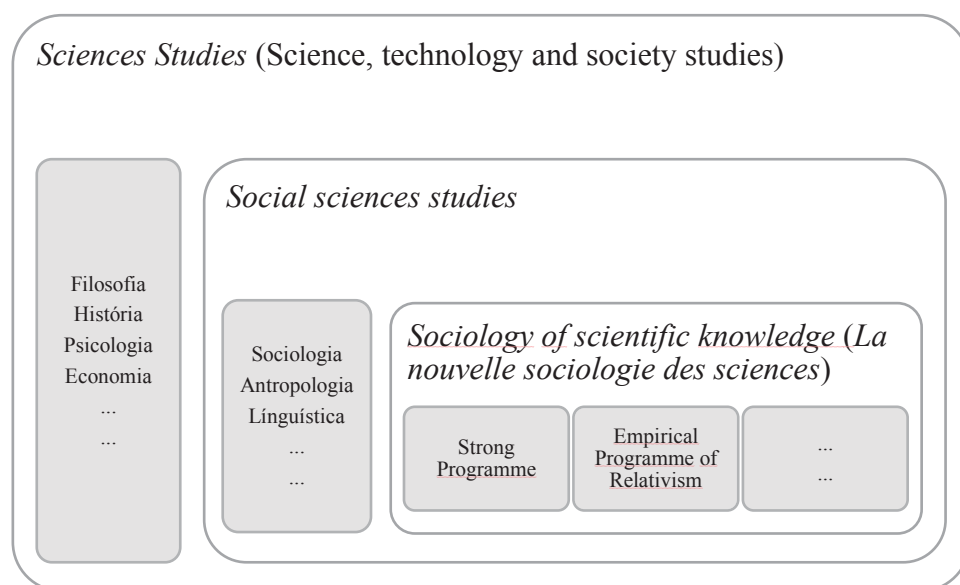 Sciences Studies (Science, technology and society studies)
Social sciences studies
Filosofia
História
Psicologia
Economia
...
...
Sociologia
Antropologia
Línguística
...
...
Sociology of scientific knowledge (La
nouvelle sociologie des sciences)
Strong
Programme
Empirical
Programme of
Relativism
...
...